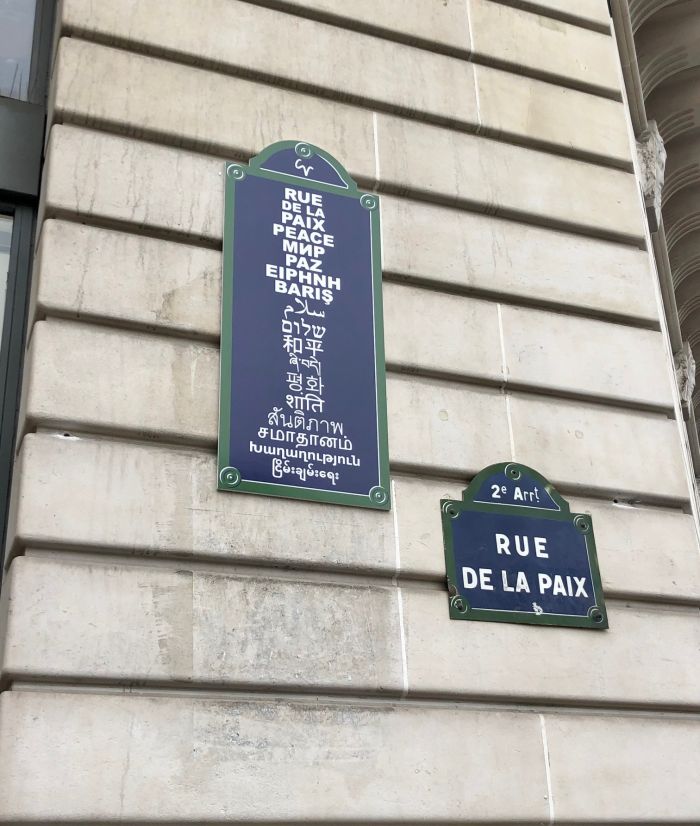 RUE
DE LA
PAIX
PEACE
МИР
PAZ
ΕΙΡΗΝΗ
BARIŞ
سلام
שלום
和平
ཞི་བདེ།
평화
शांति
สันติภาพ
சமாதானம்
Խաղաղություն
ငြိမ်းချမ်းရေး
2e Arrt
RUE
DE LA PAIX